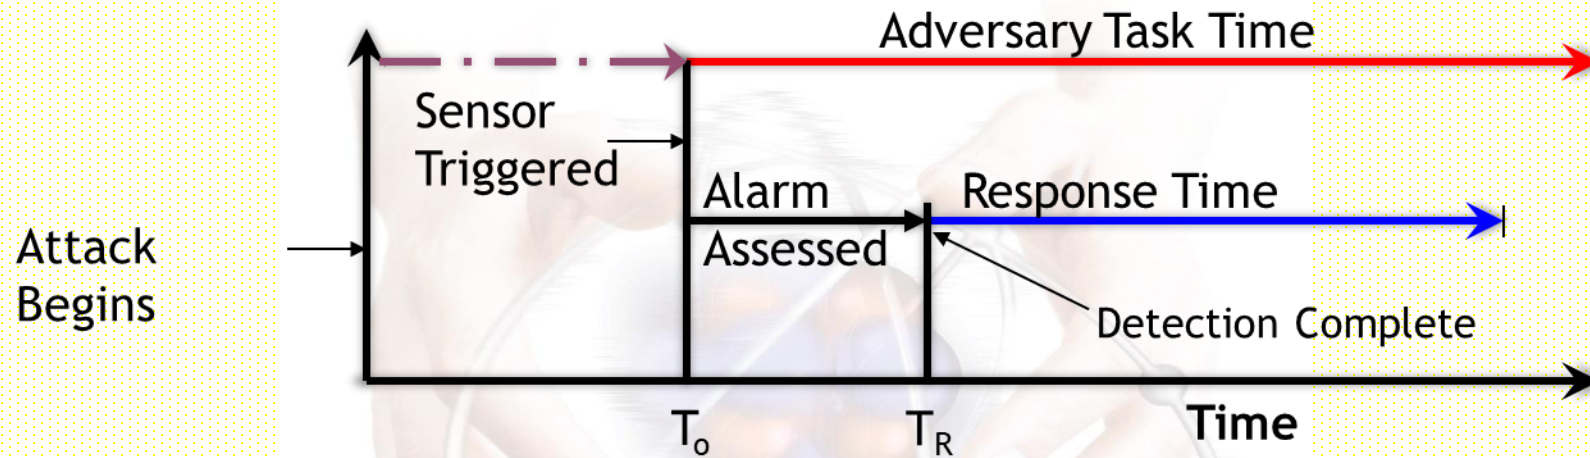 Adversary Task Time
Sensor
Triggered
Alarm
Assessed
Response Time
Attack
Begins
Detection Complete
To
TR
Time